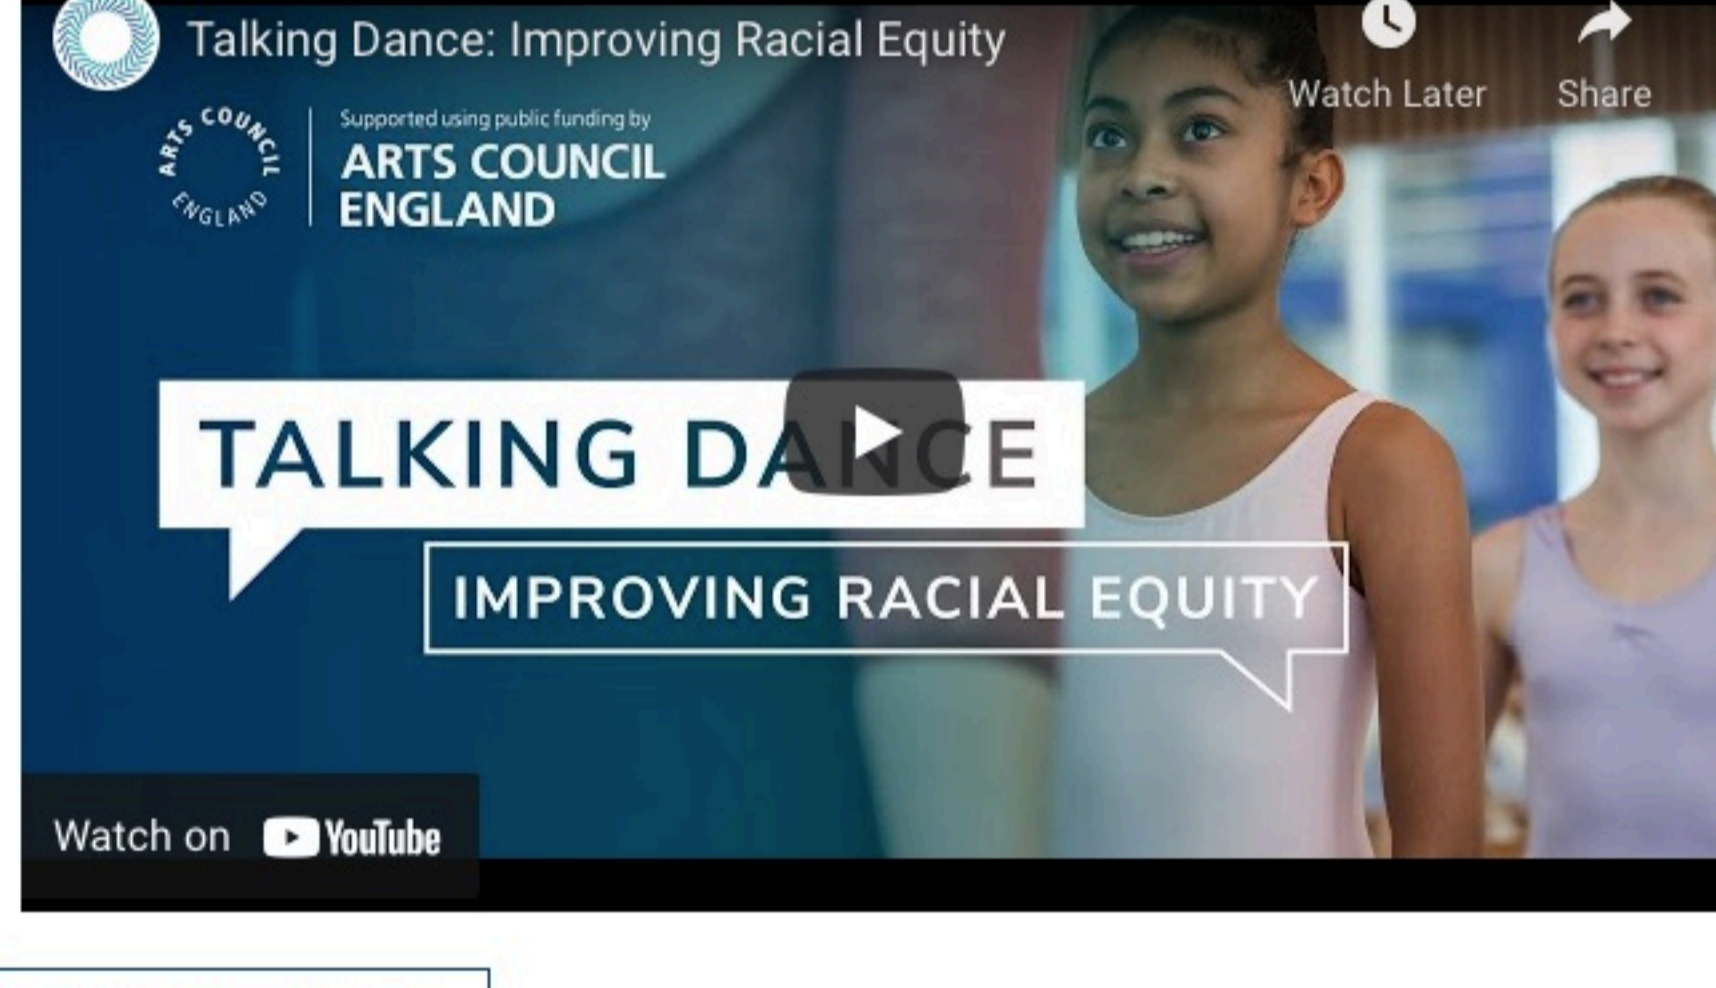 Talking Dance: Improving Racial Equity
Watch Later
Share
ARTS COUNCIL ENGLAND
Supported using public funding by
ARTS COUNCIL
ENGLAND
TALKING DANCE
IMPROVING RACIAL EQUITY
Watch on YouTube